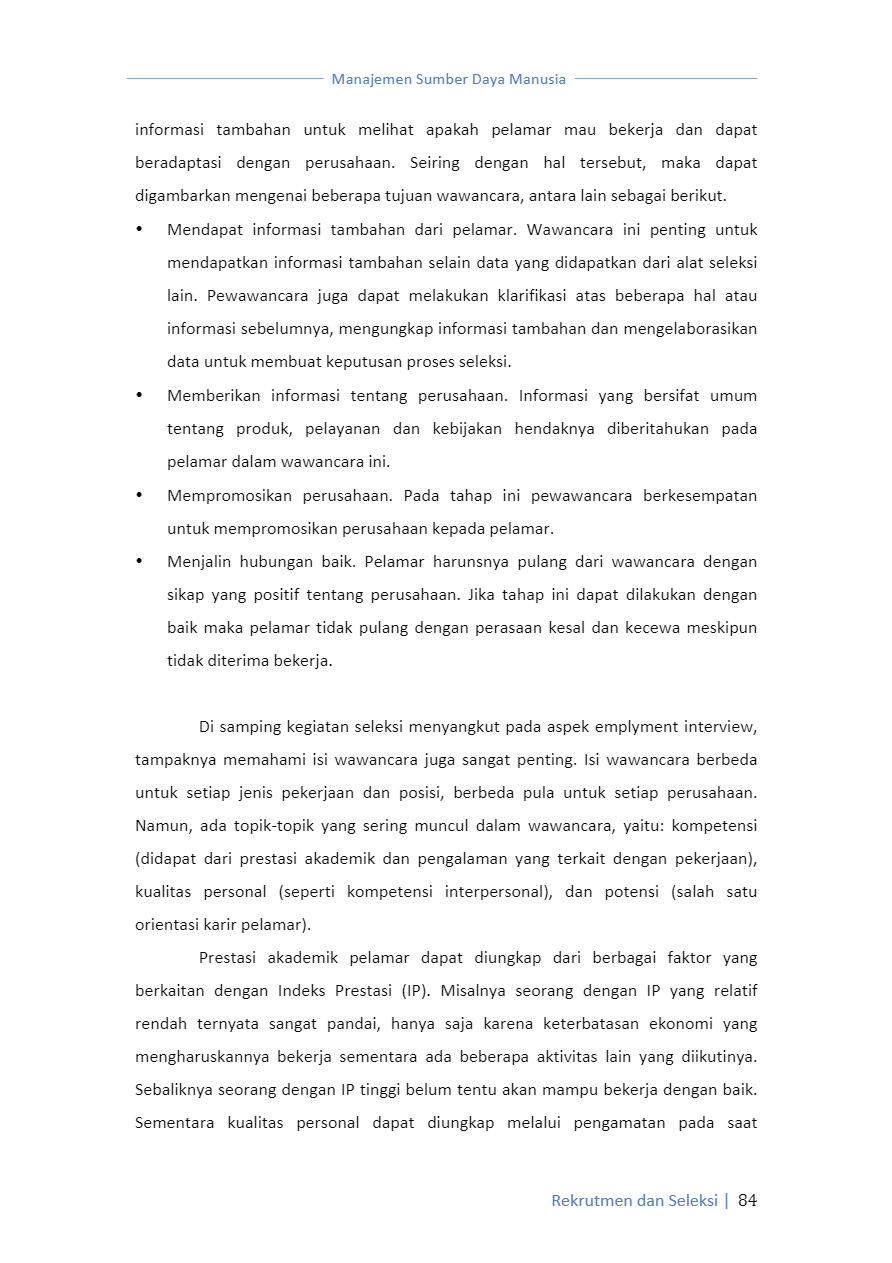 Manajemen Sumber Daya Manusia
informasi tambahan untuk melihat apakah pelamar mau bekerja dan dapat
beradaptasi dengan perusahaan. Seiring dengan hal tersebut, maka dapat
digambarkan mengenai beberapa tujuan wawancara, antara lain sebagai berikut.
• Mendapat informasi tambahan dari pelamar. Wawancara ini penting untuk
mendapatkan informasi tambahan selain data yang didapatkan dari alat seleksi
lain. Pewawancara juga dapat melakukan klarifikasi atas beberapa hal atau
informasi sebelumnya, mengungkap informasi tambahan dan mengelaborasikan
data untuk membuat keputusan proses seleksi.
• Memberikan informasi tentang perusahaan. Informasi yang bersifat umum
tentang produk, pelayanan dan kebijakan hendaknya diberitahukan pada
pelamar dalam wawancara ini.
• Mempromosikan perusahaan. Pada tahap ini pewawancara berkesempatan
untuk mempromosikan perusahaan kepada pelamar.
• Menjalin hubungan baik. Pelamar harunsnya pulang dari wawancara dengan
sikap yang positif tentang perusahaan. Jika tahap ini dapat dilakukan dengan
baik maka pelamar tidak pulang dengan perasaan kesal dan kecewa meskipun
tidak diterima bekerja.
Di samping kegiatan seleksi menyangkut pada aspek emplyment interview,
tampaknya memahami isi wawancara juga sangat penting. Isi wawancara berbeda
untuk setiap jenis pekerjaan dan posisi, berbeda pula untuk setiap perusahaan.
Namun, ada topik-topik yang sering muncul dalam wawancara, yaitu: kompetensi
(didapat dari prestasi akademik dan pengalaman yang terkait dengan pekerjaan),
kualitas personal (seperti kompetensi interpersonal), dan potensi (salah satu
orientasi karir pelamar).
Prestasi akademik pelamar dapat diungkap dari berbagai faktor yang
berkaitan dengan Indeks Prestasi (IP). Misalnya seorang dengan IP yang relatif
rendah ternyata sangat pandai, hanya saja karena keterbatasan ekonomi yang
mengharuskannya bekerja sementara ada beberapa aktivitas lain yang diikutinya.
Sebaliknya seorang dengan IP tinggi belum tentu akan mampu bekerja dengan baik.
Sementara kualitas personal dapat diungkap melalui pengamatan pada saat
Rekrutmen dan Seleksi | 84